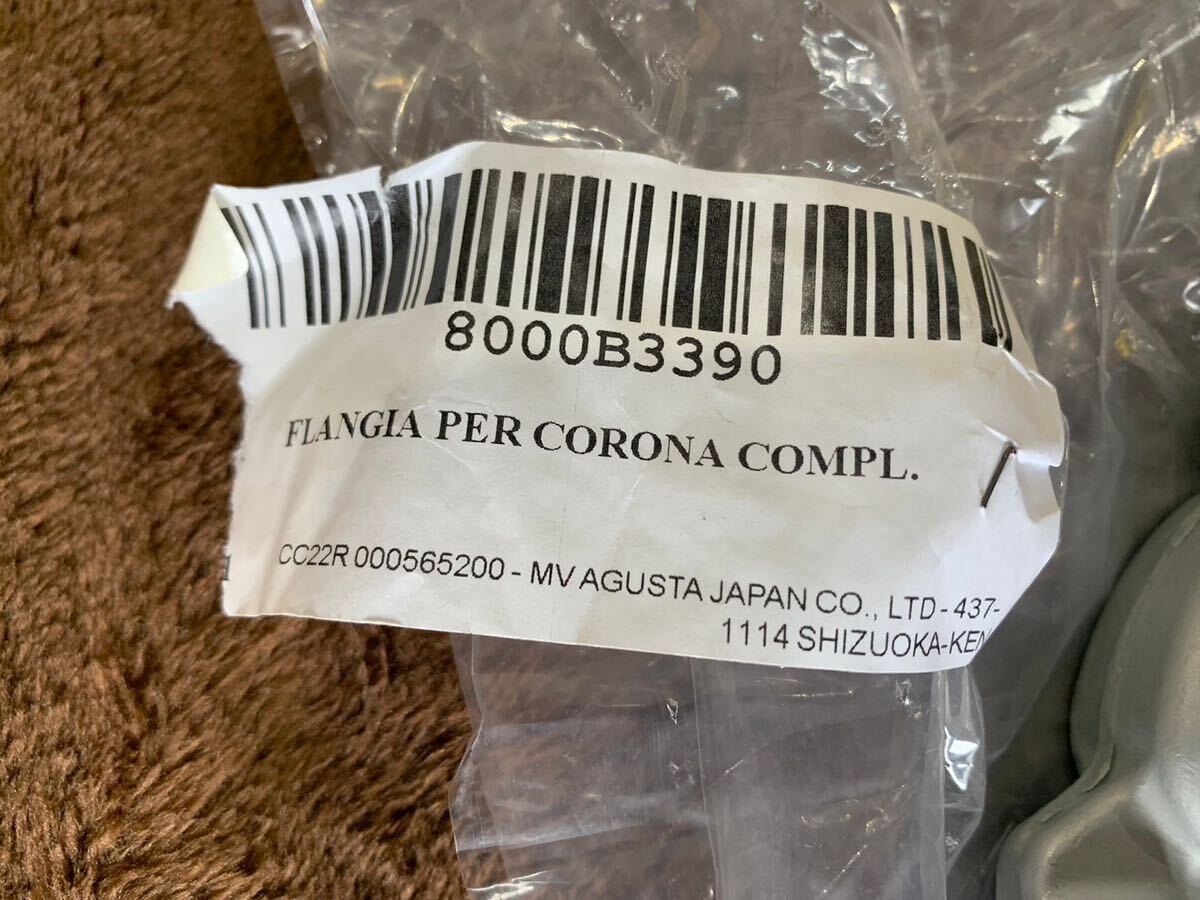 8000B3390
FLANGIA PER CORONA COMPL.
CC22R 000565200 - MV AGUSTA JAPAN CO., LTD - 437-
1114 SHIZUOKA-KEN